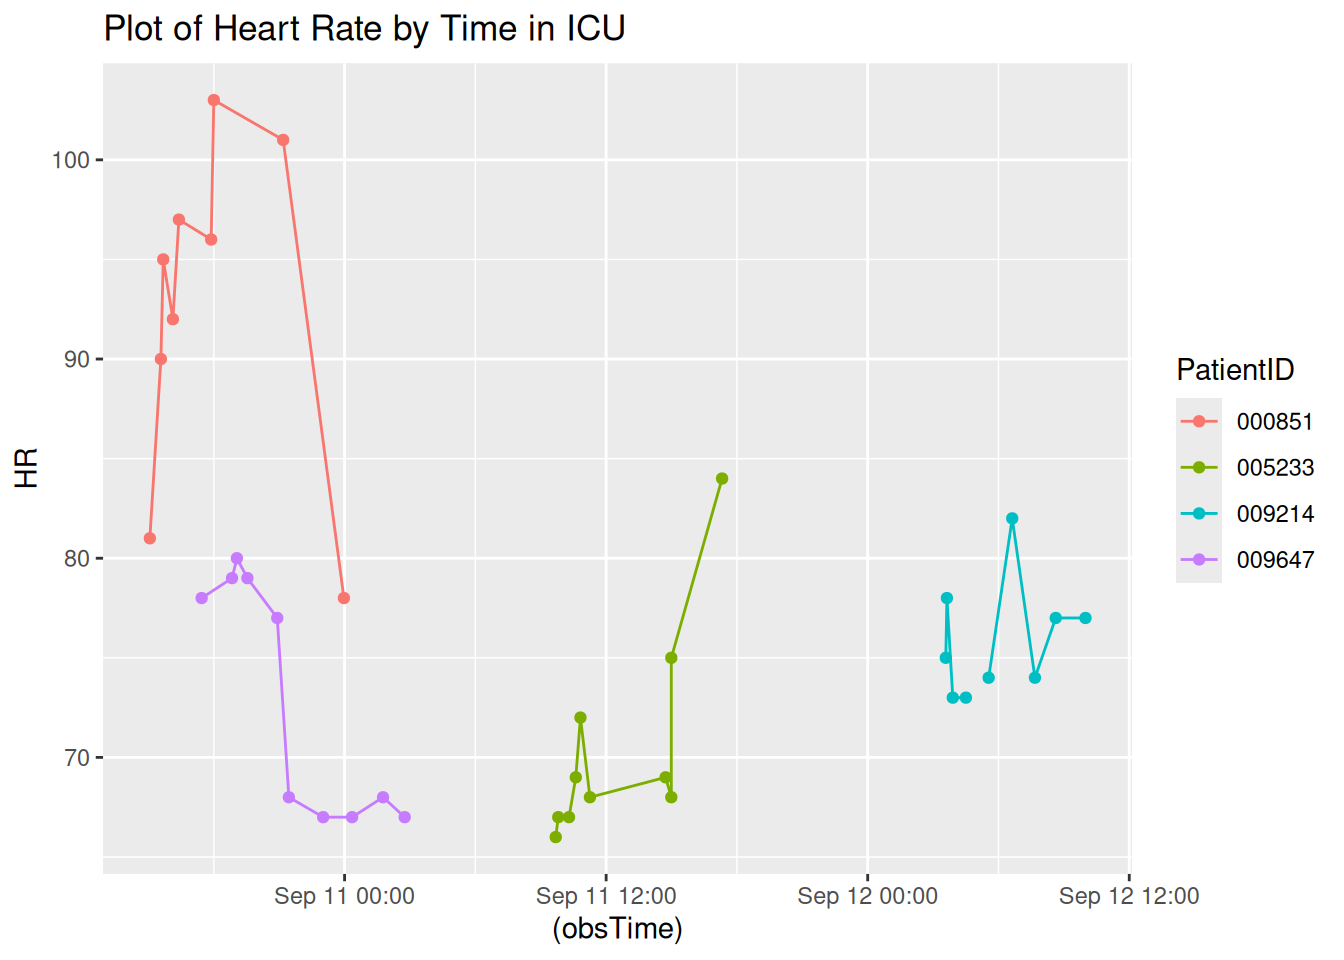 Plot of Heart Rate by Time in ICU
HR
100
90
80
70
Sep 11 00:00
Sep 11 12:00
Sep 12 00:00
Sep 12 12:00
(obsTime)
PatientID
000851
005233
009214
009647